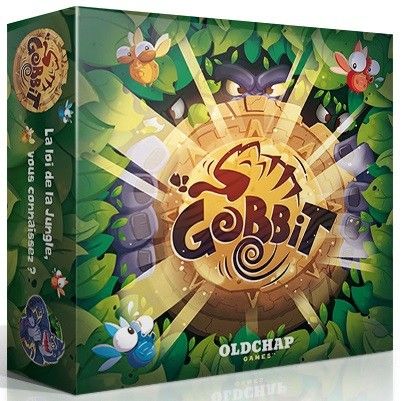 GOBBiT
La loi de la Jungle,
vous connaissez ?
GOBBiT
OLDCHAP
GAMES